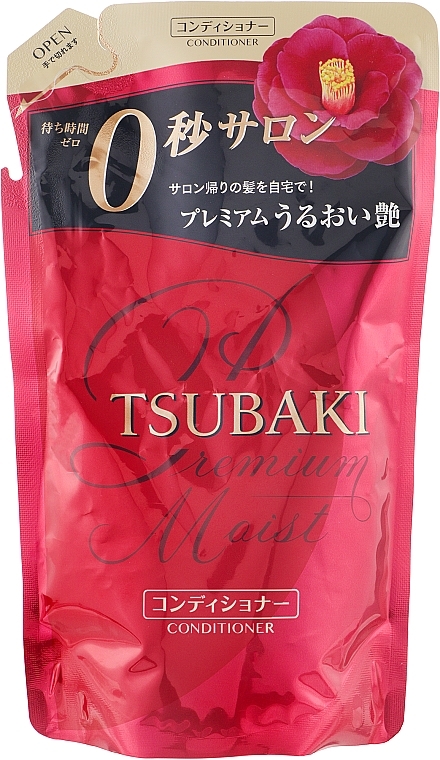 OPEN
手で切れます
コンディショナー
CONDITIONER
待ち時間
ゼロ
0秒サロン
サロン帰りの髪を自宅で!
プレミアムうるおい艶
P
TSUBAKI
Premium
Moist
コンディショナー
CONDITIONER